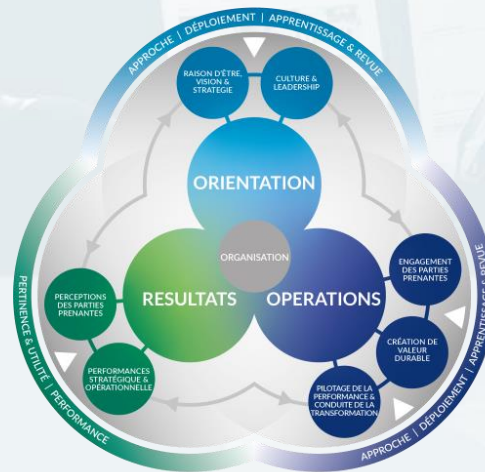 APPROCHE | DÉPLOIEMENT | APPRENTISSAGE & REVUE
RAISON D'ÊTRE,
VISION &
STRATEGIE
CULTURE &
LEADERSHIP
ORIENTATION
ORGANISATION
RESULTATS
OPERATIONS
ENGAGEMENT
DES PARTIES
PRENANTES
PERCEPTIONS
DES PARTIES
PRENANTES
CRÉATION DE
VALEUR
DURABLE
PERFORMANCES
STRATÉGIQUE &
OPÉRATIONNELLE
PILOTAGE DE LA
PERFORMANCE &
CONDUITE DE LA
TRANSFORMATION
PERTINENCE & UTILITÉ | PERFORMANCE
APPROCHE | DÉPLOIEMENT | APPRENTISSAGE & REVUE